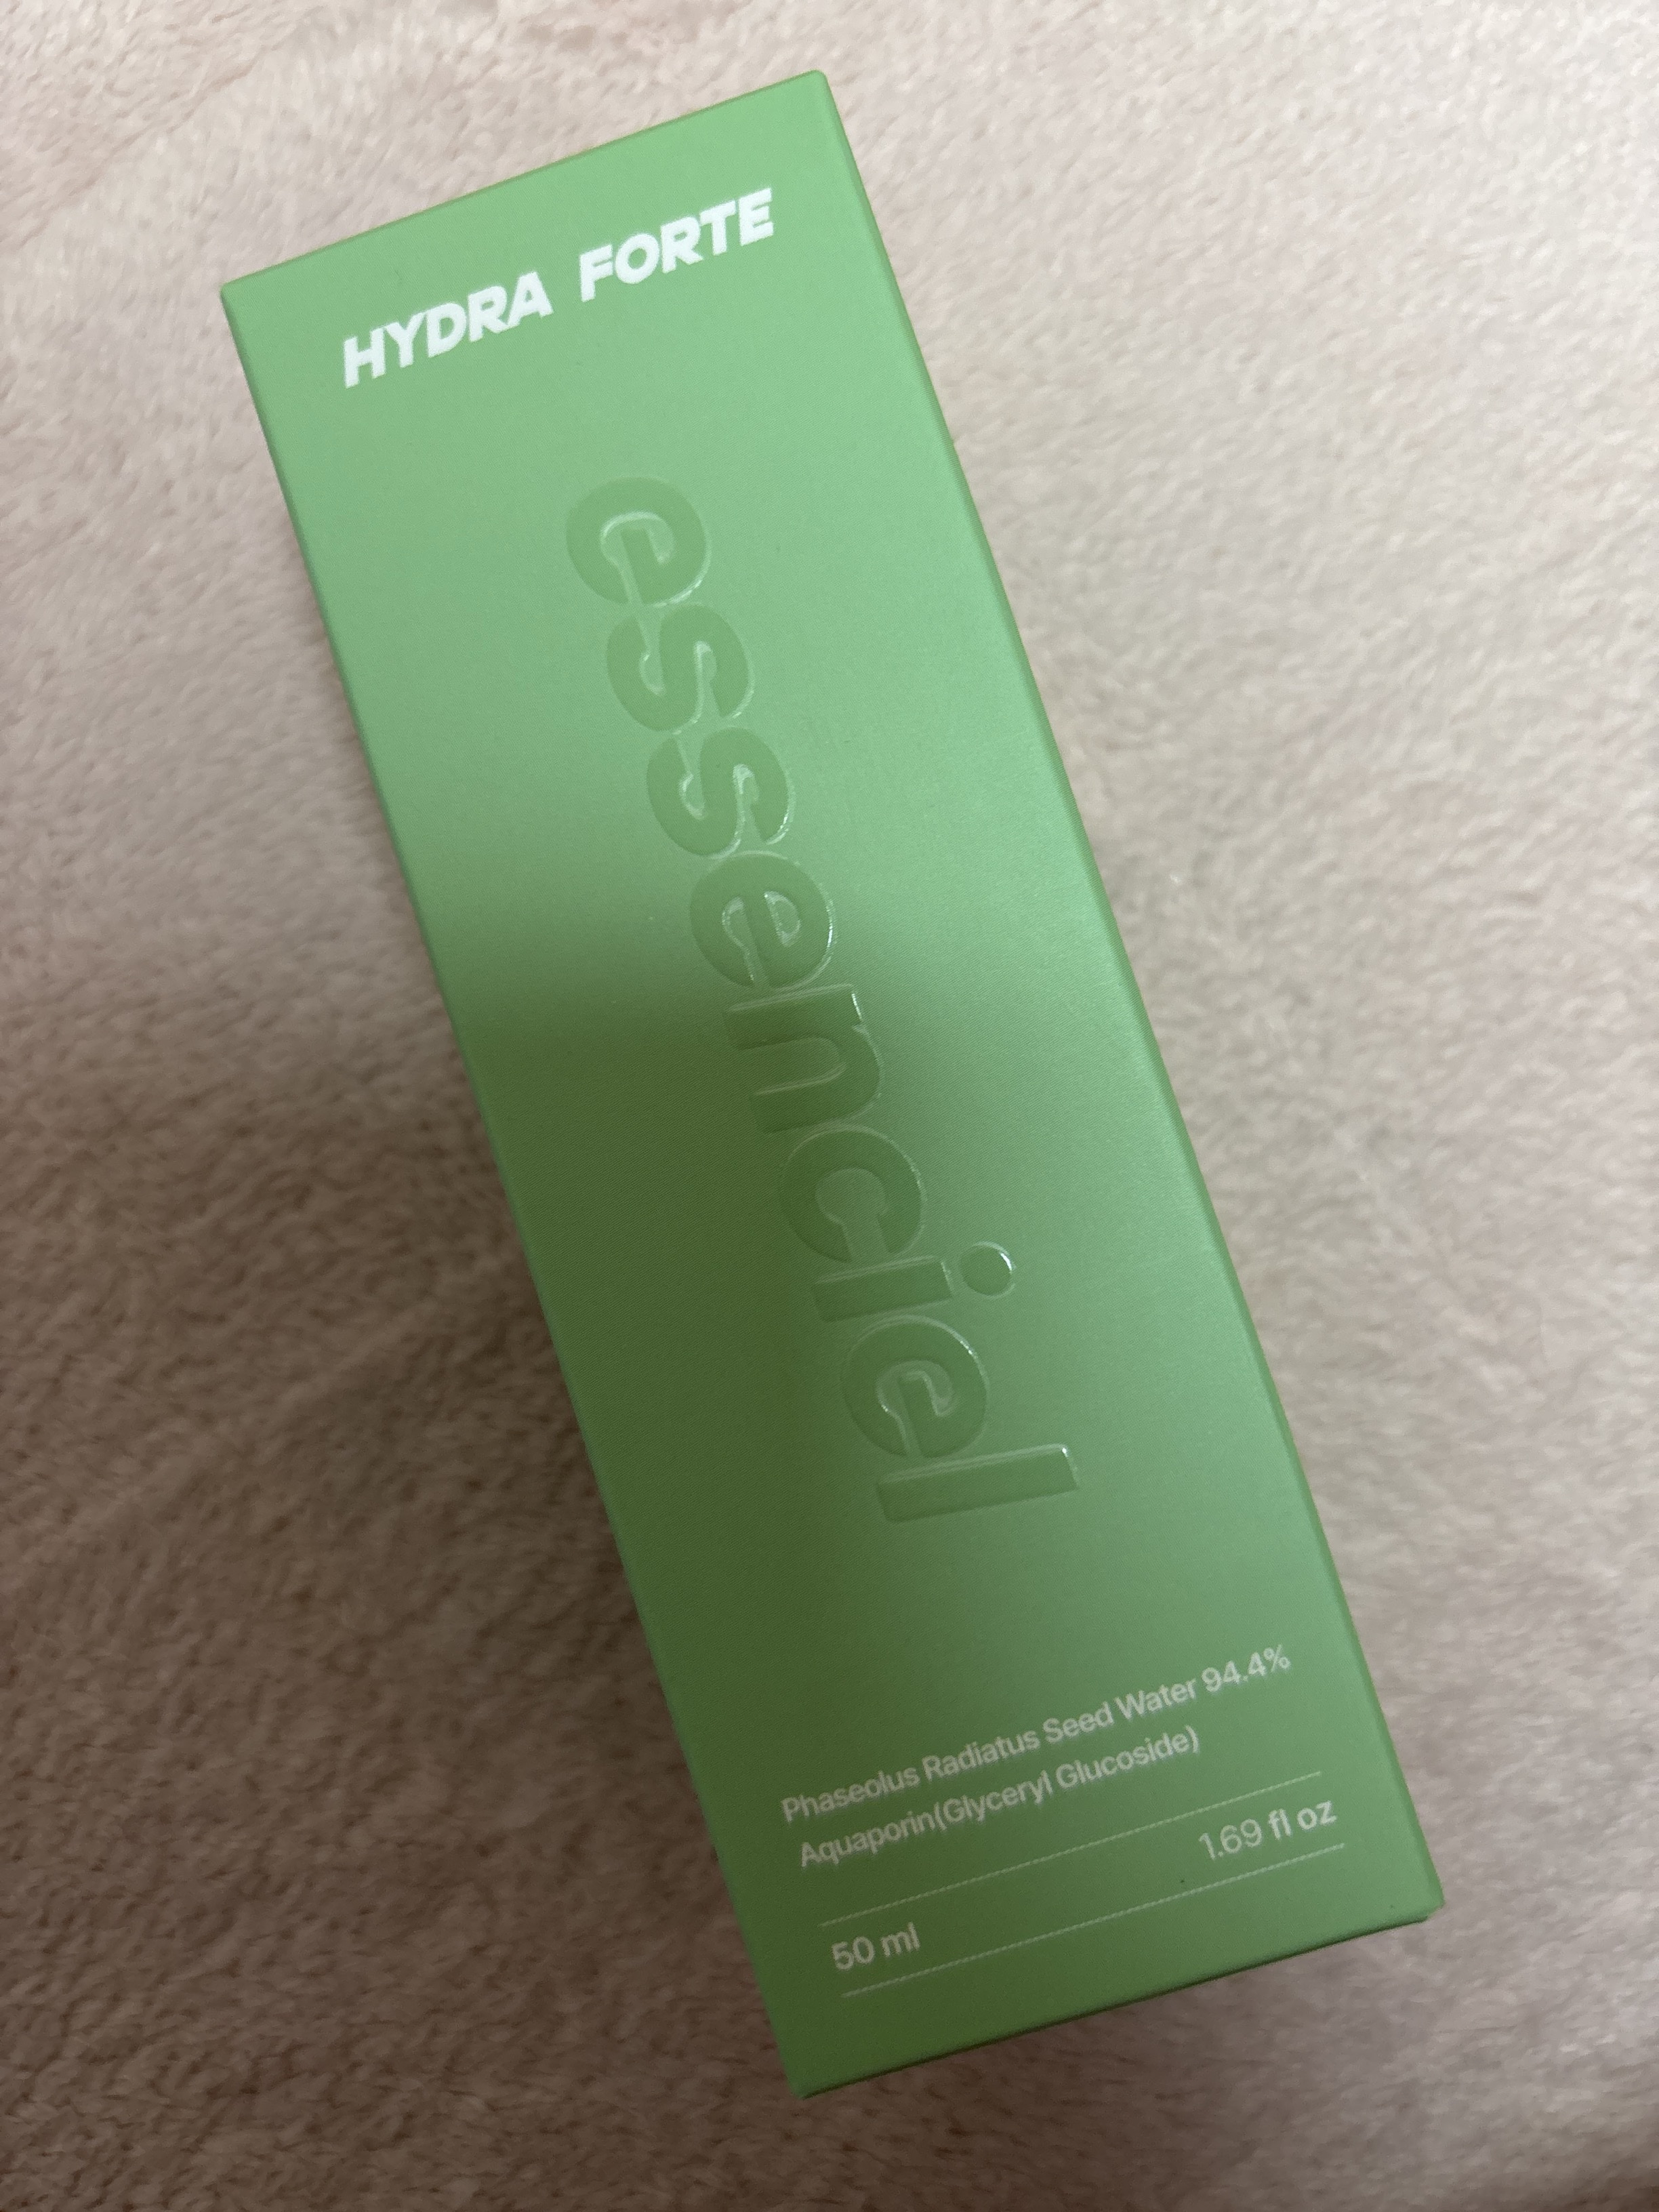 HYDRA FORTE
essenciel
Phaseolus Radiatus Seed Water 94.4%
Aquaporin(Glyceryl Glucoside)
50 ml 1.69 fl oz